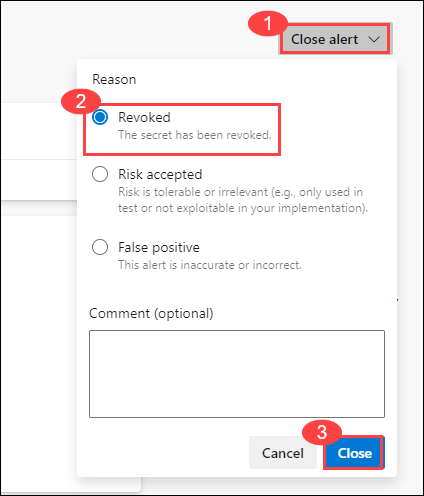 1
Close alert
Reason
2
Revoked
The secret has been revoked.
Risk accepted
Risk is tolerable or irrelevant (e.g., only used in
test or not exploitable in your implementation).
False positive
This alert is inaccurate or incorrect.
Comment (optional)
3
Cancel
Close